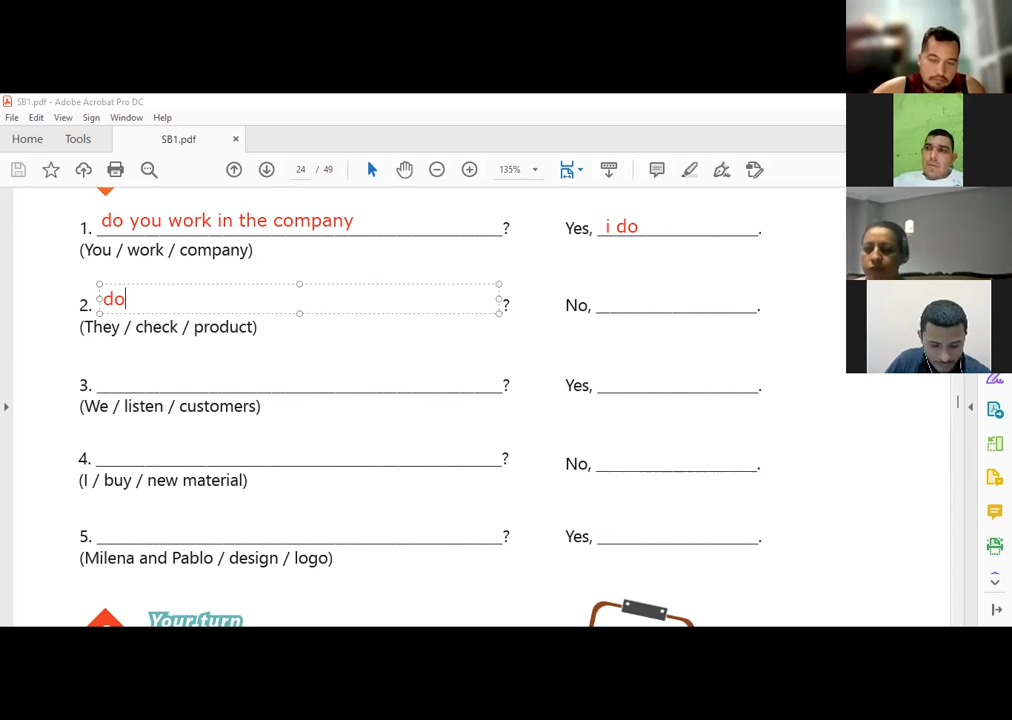 SB1.pdf - Adobe Acrobat Pro DC
File Edit View Sign Window Help
Home Tools SB1.pdf ×
24 / 49 135%
1. do you work in the company ? Yes, i do .
(You / work / company)
2. do ? No, .
(They / check / product)
3. ? Yes, .
(We / listen / customers)
4. ? No, .
(I / buy / new material)
5. ? Yes, .
(Milena and Pablo / design / logo)
Your turn